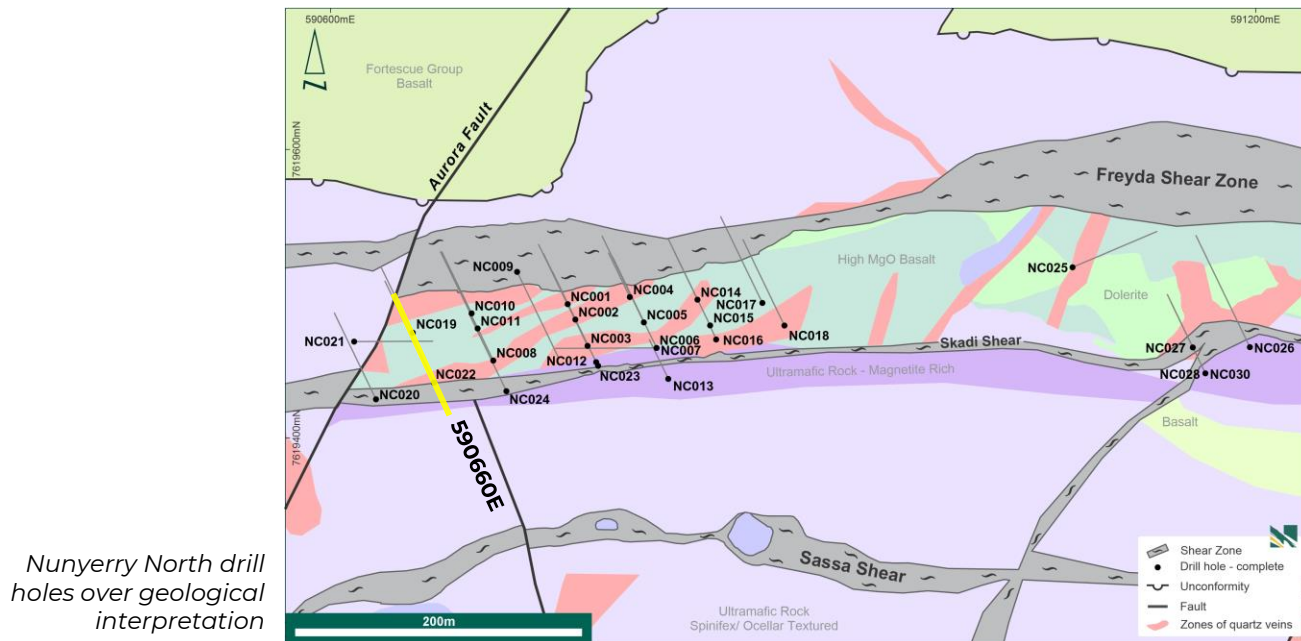 590600mE
591200mE
Z
Fortescue Group
Basalt
Aurora Fault
7619600mN
Freyda Shear Zone
NC009
NC004
NC001
High MgO Basalt
NC025
NC010
NC014
NC017
NC002
NC011
NC005
NC019
NC015
NC018
Dolerite
NC021
NC003
NC006
NC016
Skadi Shear
NC007
NC008
NC012
NC027
NC026
NC022
NC023
Ultramafic Rock - Magnetite Rich
NC028
NC030
NC020
NC024
NC013
7619400mN
590660E
Basalt
Sassa Shear
Ultramafic Rock
Spinifex/ Ocellar Textured
200m
Shear Zone
Drill hole - complete
Unconformity
Fault
Zones of quartz veins
Nunyerry North drill
holes over geological
interpretation